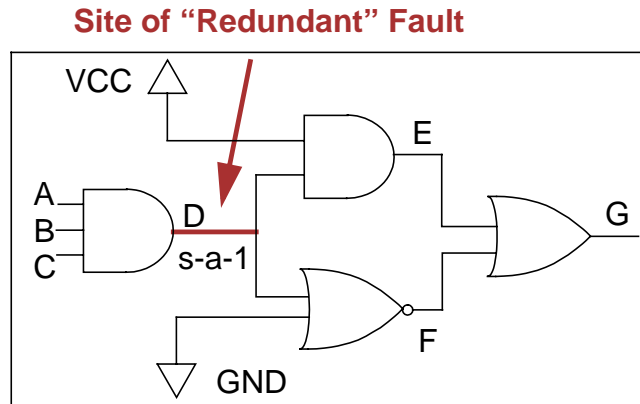 Site of “Redundant” Fault
VCC
E
A
D
G
B
s-a-1
C
F
GND